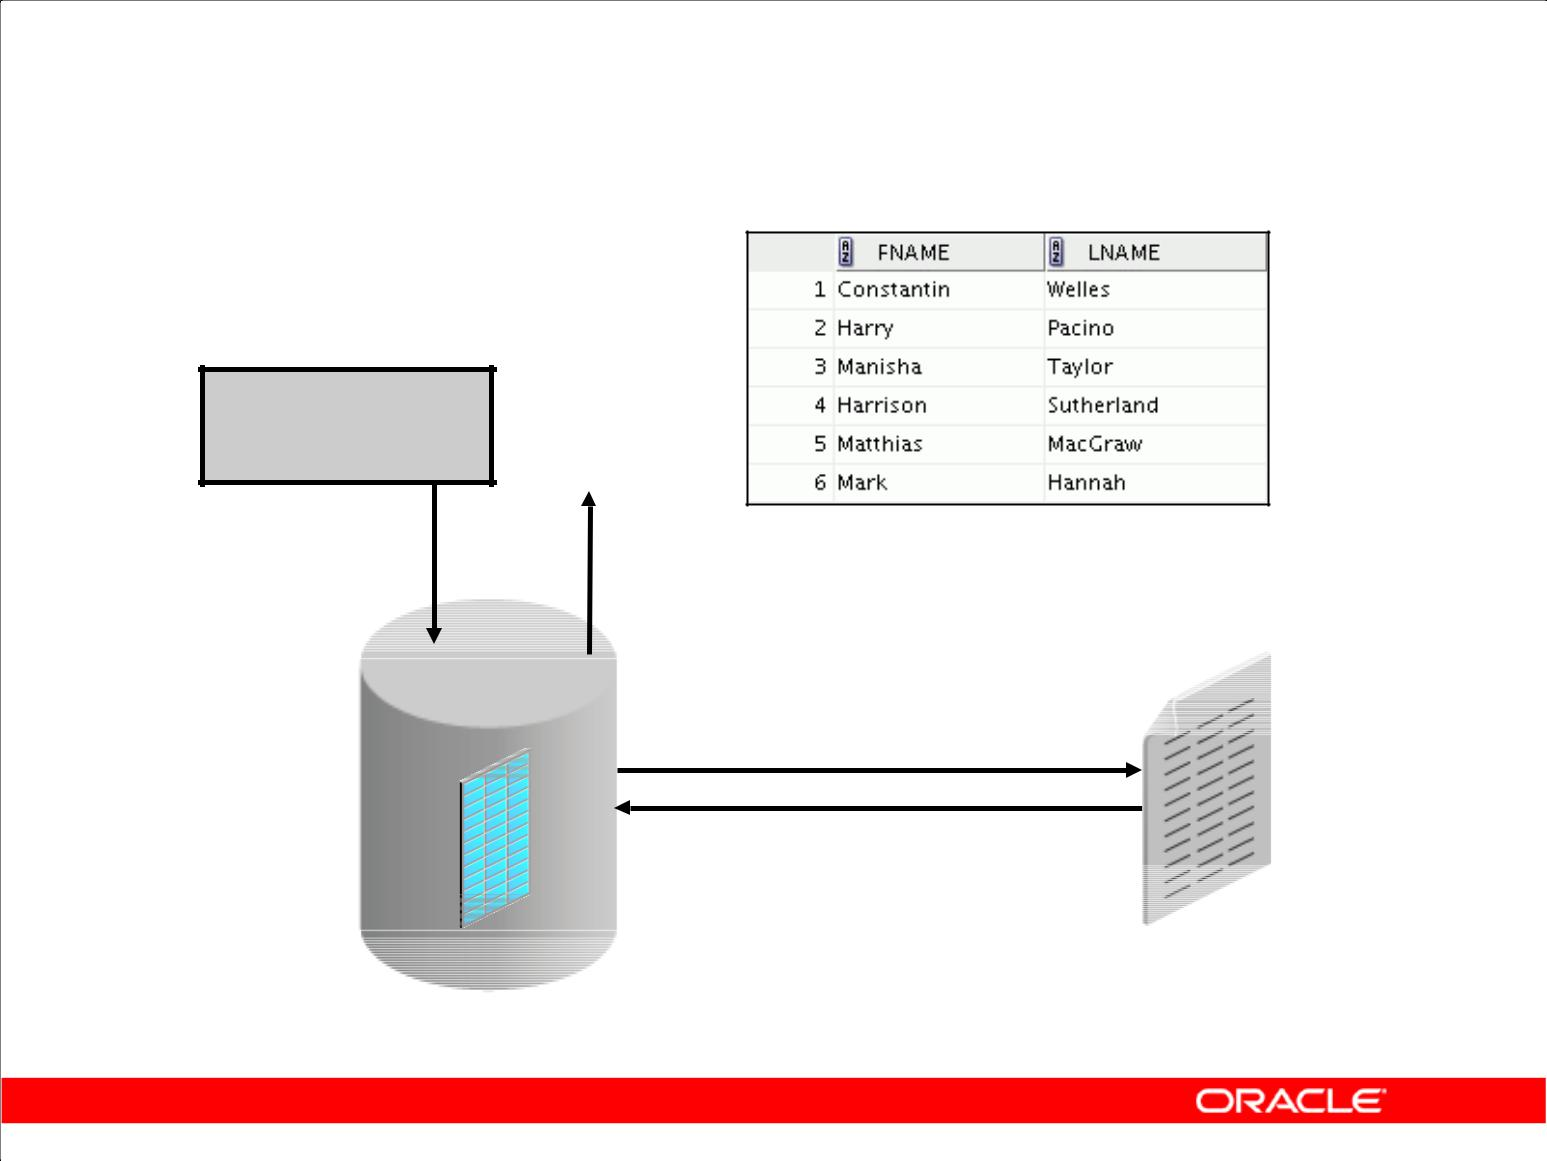 FNAME LNAME
1 Constantin Welles
2 Harry Pacino
3 Manisha Taylor
4 Harrison Sutherland
5 Matthias MacGraw
6 Mark Hannah
ORACLE